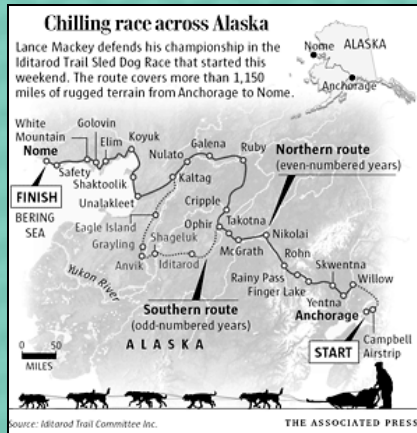 Chilling race across Alaska
Lance Mackey defends his championship in the
Iditarod Trail Sled Dog Race that started this
weekend. The route covers more than 1,150
miles of rugged terrain from Anchorage to Nome.
Nome
ALASKA
Anchorage
White
Mountain
Golovin
Elim
Koyuk
Nome
Safety
Shaktoolik
Unalakleet
Nulato
Galena
Kaltag
Ruby
Northern route
(even-numbered years)
FINISH
BERING
SEA
Eagle Island
Grayling
Anvik
Shageluk
Iditarod
Cripple
Ophir
Takotna
McGrath
Nikolai
Rohn
Rainy Pass
Finger Lake
Skwentna
Yentna
Willow
Anchorage
Yukon River
Southern route
(odd-numbered years)
ALASKA
START
Campbell
Airstrip
0 50
MILES
Source: Iditarod Trail Committee Inc.
THE ASSOCIATED PRESS